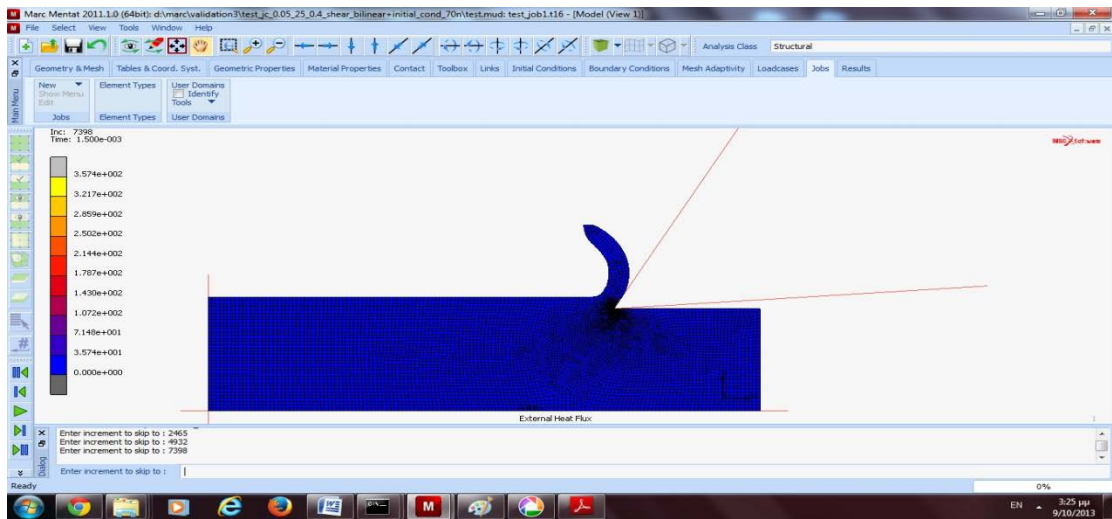 Marc Mentat 2011.1.0 (64bit): d:\marc\validation3\test_jc_0.05_25_0.4_shear_bilinear+initial_cond_70n\test.mud: test_job1.t16 - [Model (View 1)]
File Select View Tools Window Help
Analysis Class Structural
Geometry & Mesh Tables & Coord. Syst. Geometric Properties Material Properties Contact Toolbox Links Initial Conditions Boundary Conditions Mesh Adaptivity Loadcases Jobs Results
Main Menu
New Element Types User Domains
Show Menu Identify
Edit Tools
Jobs Element Types User Domains
Inc: 7398
Time: 1.500e-003
3.574e+002
3.217e+002
2.859e+002
2.502e+002
2.144e+002
1.787e+002
1.430e+002
1.072e+002
7.148e+001
3.574e+001
0.000e+000
External Heat Flux
1
Dialog
Enter increment to skip to : 2465
Enter increment to skip to : 4932
Enter increment to skip to : 7398
Enter increment to skip to :
Ready 0%
EN 3:25 μμ
9/10/2013